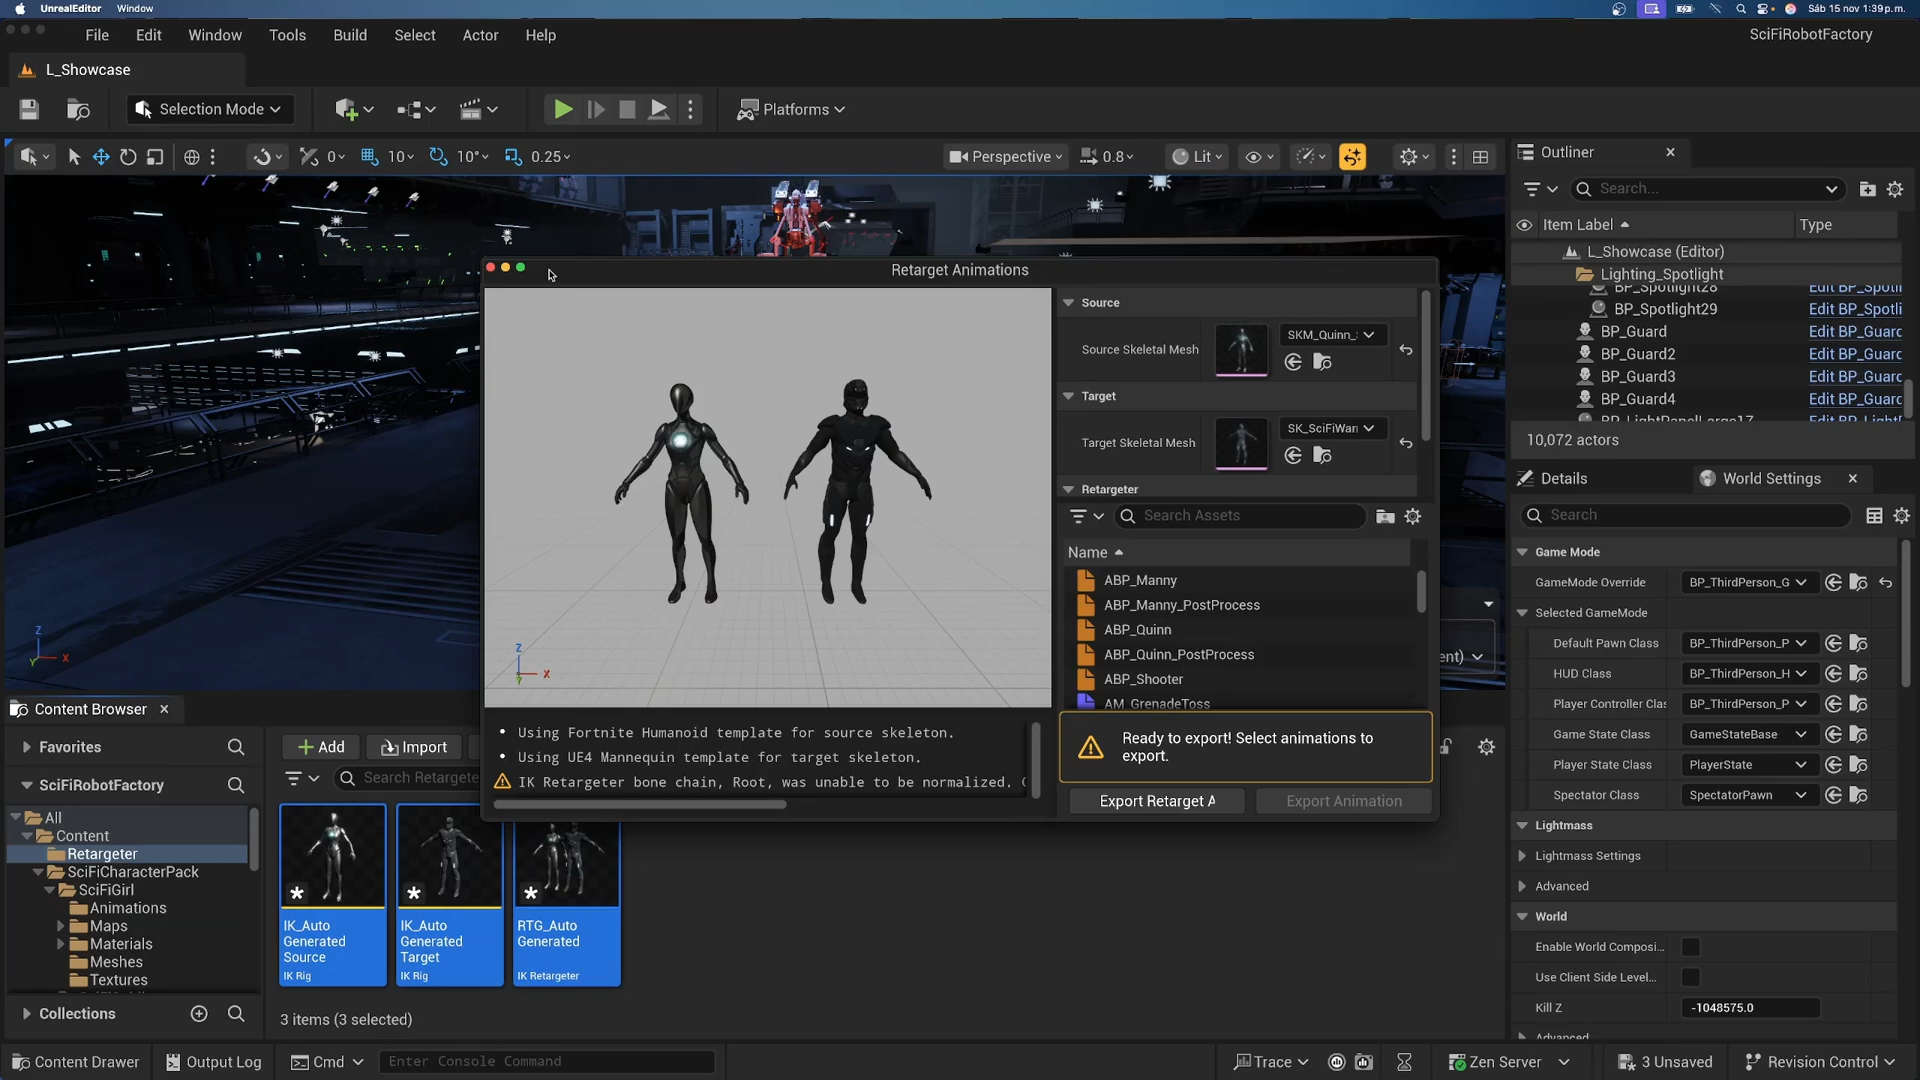 UnrealEditor Window
Sáb 15 nov 1:39 p.m.
File Edit Window Tools Build Select Actor Help
SciFiRobotFactory
L_Showcase
Selection Mode
Platforms
0 10 10° 0.25
Perspective 0.8 Lit
Outliner
Search...
Item Label Type
L_Showcase (Editor)
Lighting_Spotlight
BP_Spotlight28 Edit BP_Spotli
BP_Spotlight29 Edit BP_Spotli
BP_Guard Edit BP_Guard
BP_Guard2 Edit BP_Guard
BP_Guard3 Edit BP_Guard
BP_Guard4 Edit BP_Guard
BP_LightPanelLarge17
10,072 actors
Retarget Animations
Source
Source Skeletal Mesh
SKM_Quinn_
Target
Target Skeletal Mesh
SK_SciFiWarr
Retargeter
Search Assets
Name
ABP_Manny
ABP_Manny_PostProcess
ABP_Quinn
ABP_Quinn_PostProcess
ABP_Shooter
AM_GrenadeToss
Z
X
Y
Z
X
Y
• Using Fortnite Humanoid template for source skeleton.
• Using UE4 Mannequin template for target skeleton.
IK Retargeter bone chain, Root, was unable to be normalized.
Ready to export! Select animations to
export.
Export Retarget A
Export Animation
ent)
Details
World Settings
Search
Game Mode
GameMode Override BP_ThirdPerson_G
Selected GameMode
Default Pawn Class BP_ThirdPerson_P
HUD Class BP_ThirdPerson_H
Player Controller Clas BP_ThirdPerson_P
Game State Class GameStateBase
Player State Class PlayerState
Spectator Class SpectatorPawn
Lightmass
Lightmass Settings
Advanced
World
Enable World Composi...
Use Client Side Level...
Kill Z -1048575.0
Advanced
Content Browser
Favorites
SciFiRobotFactory
All
Content
Retargeter
SciFiCharacterPack
SciFiGirl
Animations
Maps
Materials
Meshes
Textures
Collections
Add
Import
Search Retargete
IK_Auto
Generated
Source
IK Rig
IK_Auto
Generated
Target
IK Rig
RTG_Auto
Generated
IK Retargeter
3 items (3 selected)
Content Drawer
Output Log
Cmd
Enter Console Command
Trace
Zen Server
3 Unsaved
Revision Control